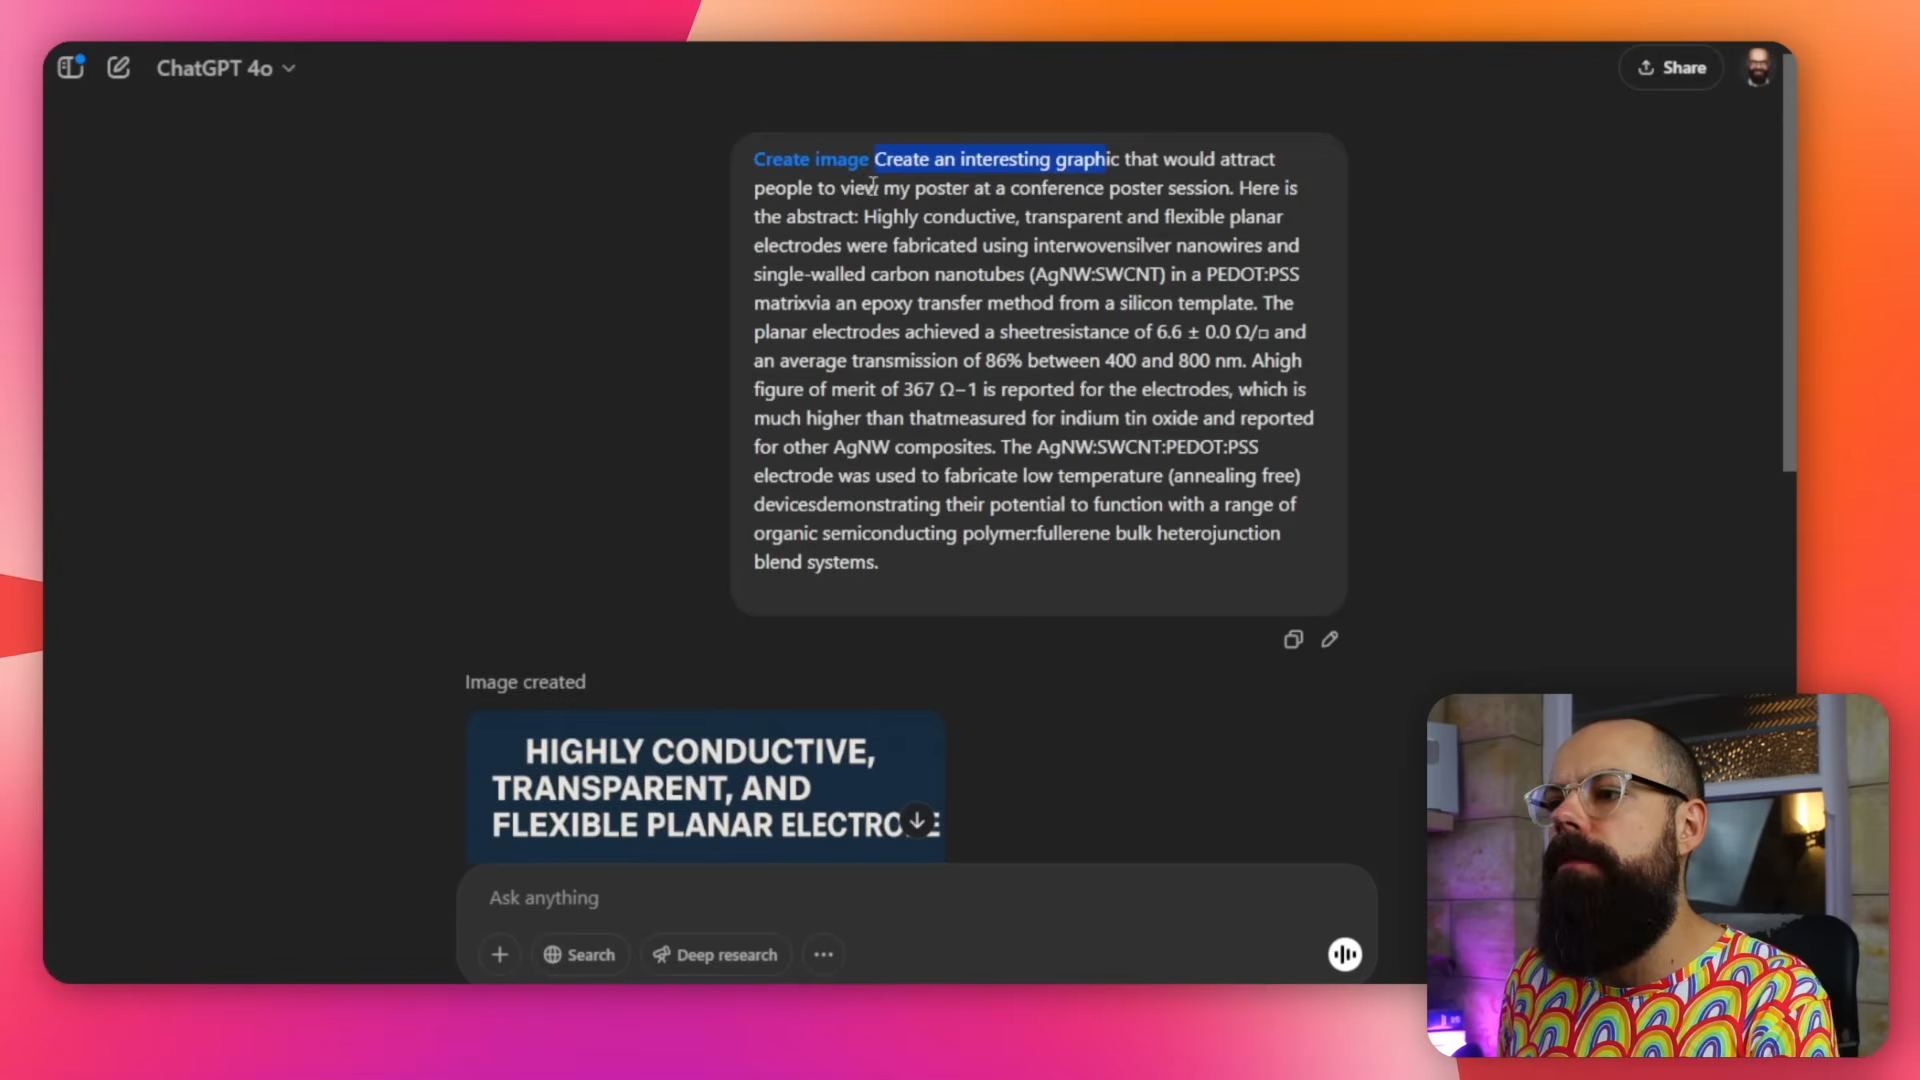 ChatGPT 4o
Share
Create image Create an interesting graphic that would attract
people to view my poster at a conference poster session. Here is
the abstract: Highly conductive, transparent and flexible planar
electrodes were fabricated using interwovensilver nanowires and
single-walled carbon nanotubes (AgNW:SWCNT) in a PEDOT:PSS
matrixvia an epoxy transfer method from a silicon template. The
planar electrodes achieved a sheetresistance of 6.6 ± 0.0 Ω/□ and
an average transmission of 86% between 400 and 800 nm. Ahigh
figure of merit of 367 Ω−1 is reported for the electrodes, which is
much higher than thatmeasured for indium tin oxide and reported
for other AgNW composites. The AgNW:SWCNT:PEDOT:PSS
electrode was used to fabricate low temperature (annealing free)
devicesdemonstrating their potential to function with a range of
organic semiconducting polymer:fullerene bulk heterojunction
blend systems.
Image created
HIGHLY CONDUCTIVE,
TRANSPARENT, AND
FLEXIBLE PLANAR
Ask anything
Search
Deep research